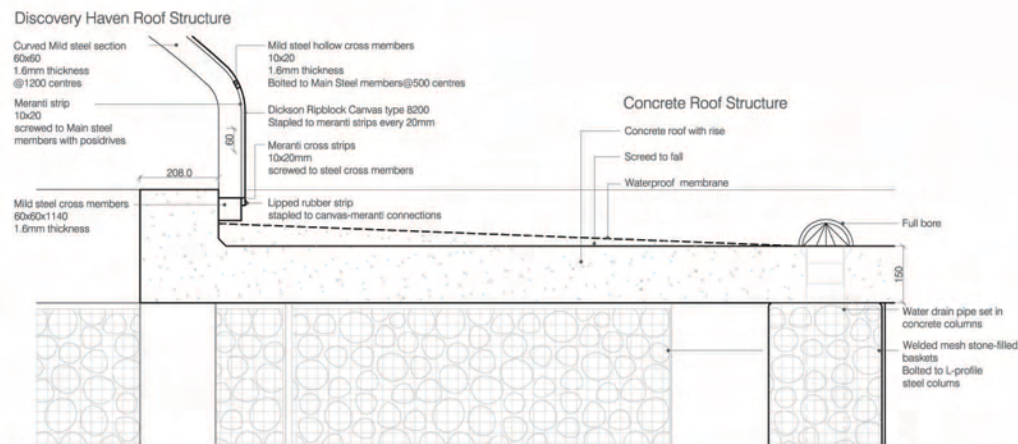 Discovery Haven Roof Structure
Curved Mild steel section
60x60
1.6mm thickness
@1200 centres
Meranti strip
10x20
screwed to Main steel
members with posidrives
208.0
Mild steel cross members
60x60x1140
1.6mm thickness
Mild steel hollow cross members
10x20
1.6mm thickness
Bolted to Main Steel members@500 centres
Dickson Ripblock Canvas type 8200
Stapled to meranti strips every 20mm
60
Meranti cross strips
10x20mm
screwed to steel cross members
Lipped rubber strip
stapled to canvas-meranti connections
Concrete Roof Structure
Concrete roof with rise
Screed to fall
Waterproof membrane
Full bore
150
Water drain pipe set in
concrete columns
Welded mesh stone-filled
baskets
Bolted to L-profile
steel colums